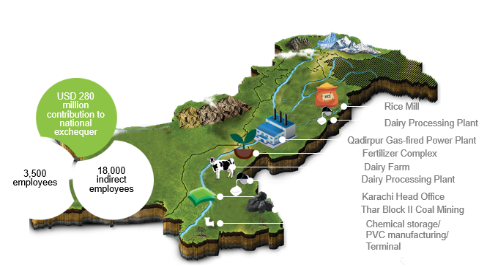 USD 280
million
contribution to
national
exchequer
3,500
employees
18,000
indirect
employees
Rice Mill
Dairy Processing Plant
Qadirpur Gas-fired Power Plant
Fertilizer Complex
Dairy Farm
Dairy Processing Plant
Karachi Head Office
Thar Block II Coal Mining
Chemical storage/
PVC manufacturing/
Terminal